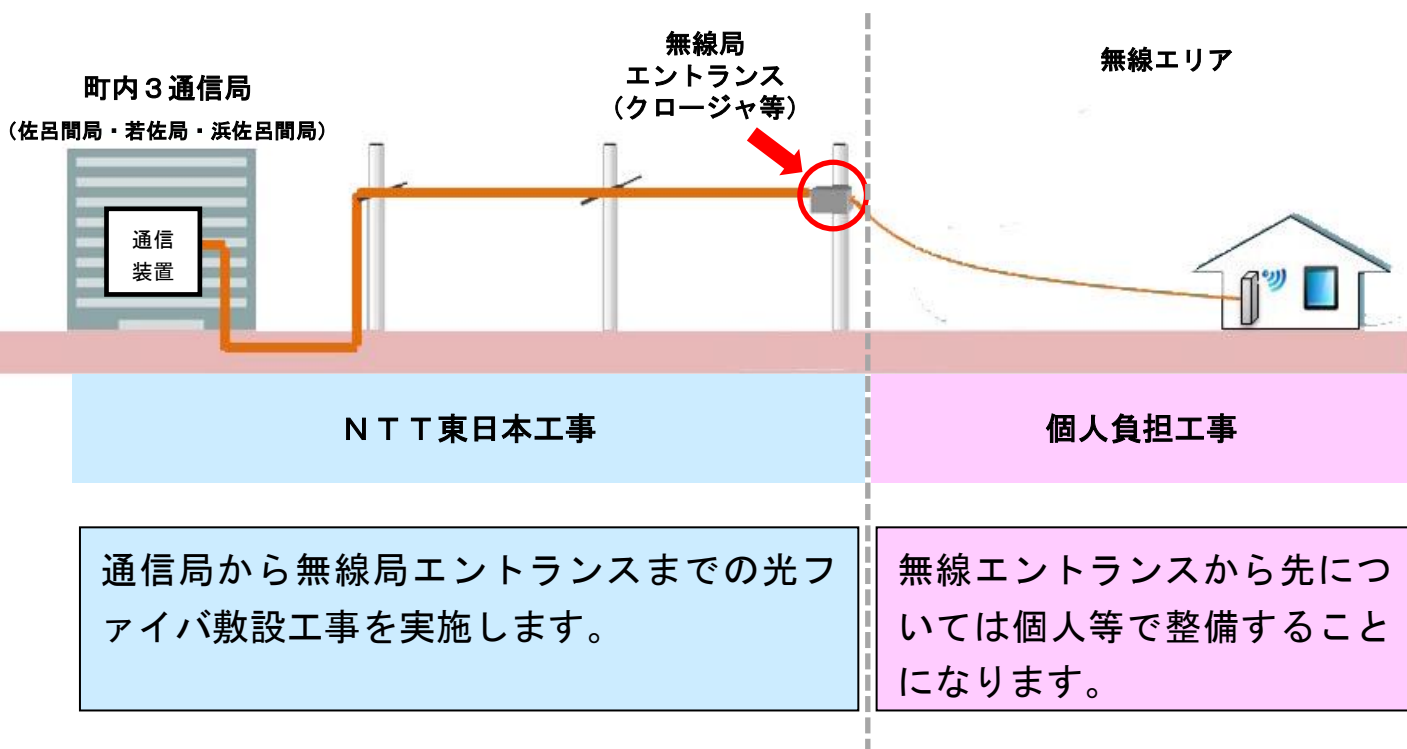 無線局
エントランス
（クロージャ等）
無線エリア
町内３通信局
（佐呂間局・若佐局・浜佐呂間局）
通信
装置
ＮＴＴ東日本工事
個人負担工事
通信局から無線局エントランスまでの光フ
ァイバ敷設工事を実施します。
無線エントランスから先につ
いては個人等で整備すること
になります。